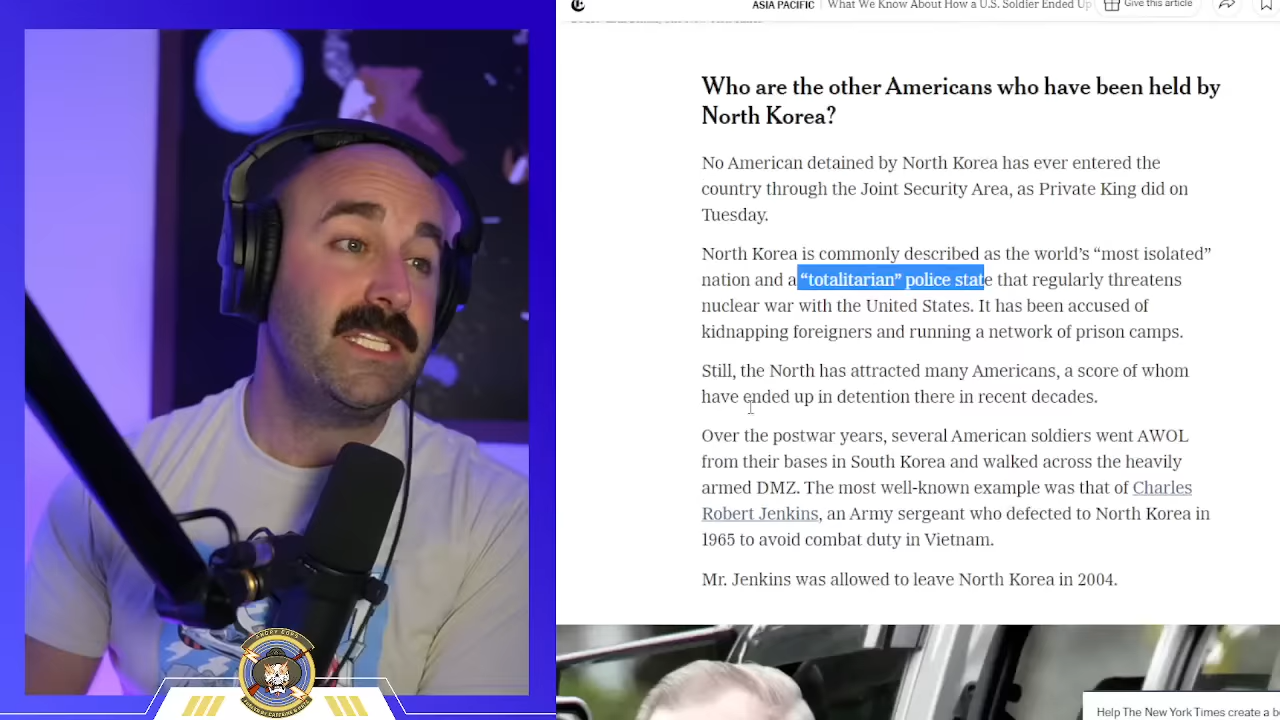 ASIA PACIFIC | What We Know About How a U.S. Soldier Ended Up
Give this article
Who are the other Americans who have been held by
North Korea?
No American detained by North Korea has ever entered the
country through the Joint Security Area, as Private King did on
Tuesday.
North Korea is commonly described as the world’s “most isolated”
nation and a “totalitarian” police state that regularly threatens
nuclear war with the United States. It has been accused of
kidnapping foreigners and running a network of prison camps.
Still, the North has attracted many Americans, a score of whom
have ended up in detention there in recent decades.
Over the postwar years, several American soldiers went AWOL
from their bases in South Korea and walked across the heavily
armed DMZ. The most well-known example was that of Charles
Robert Jenkins, an Army sergeant who defected to North Korea in
1965 to avoid combat duty in Vietnam.
Mr. Jenkins was allowed to leave North Korea in 2004.
Help The New York Times create a be
ANGRY COPS